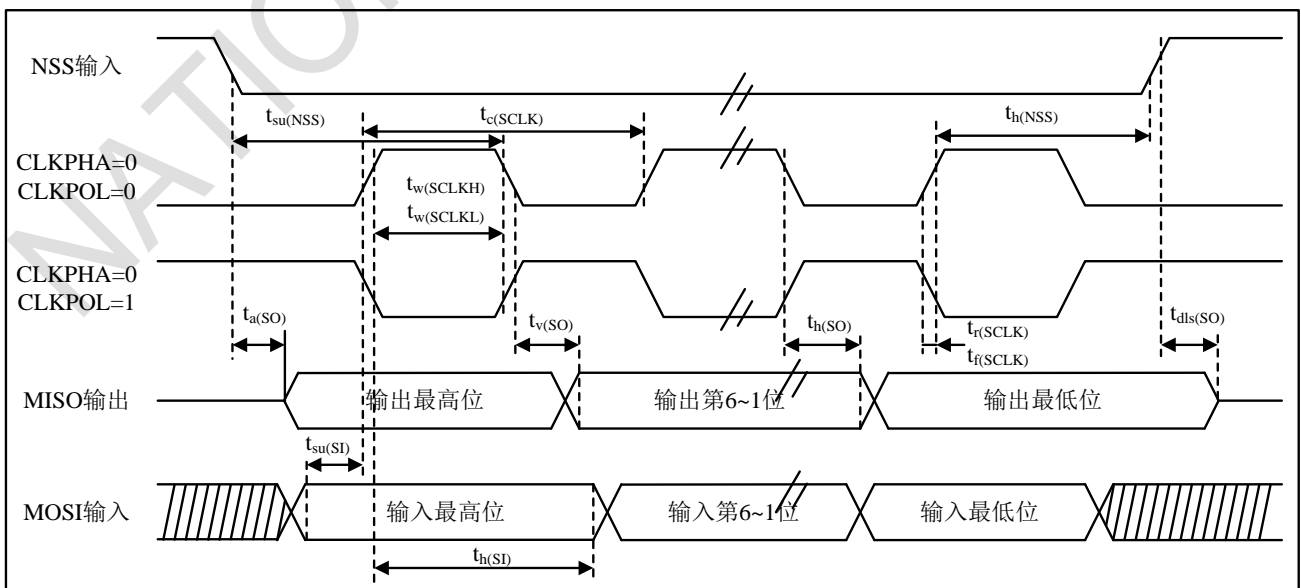 NATION
NSS输入
tsu(NSS)
tc(SCLK)
th(NSS)
CLKPHA=0
CLKPOL=0
tw(SCLKH)
tw(SCLKL)
CLKPHA=0
CLKPOL=1
ta(SO)
tv(SO)
th(SO)
tr(SCLK)
tf(SCLK)
tdls(SO)
MISO输出
输出最高位
输出第6~1位
输出最低位
tsu(SI)
MOSI输入
输入最高位
输入第6~1位
输入最低位
th(SI)